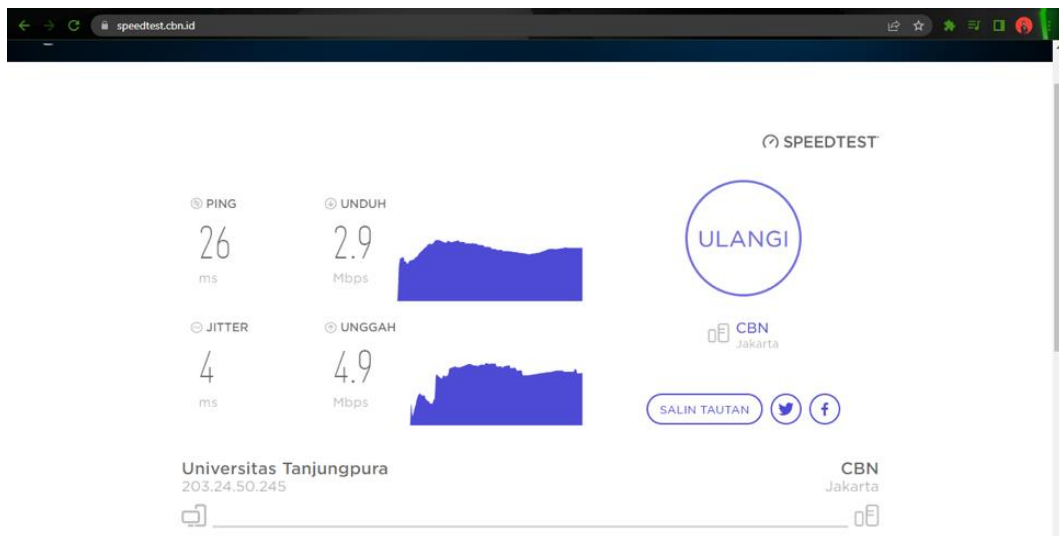 speedtest.cbn.id
SPEEDTEST
PING
26
ms
UNDUH
2.9
Mbps
ULANGI
JITTER
4
ms
UNGGAH
4.9
Mbps
CBN
Jakarta
SALIN TAUTAN
Universitas Tanjungpura
203.24.50.245
CBN
Jakarta